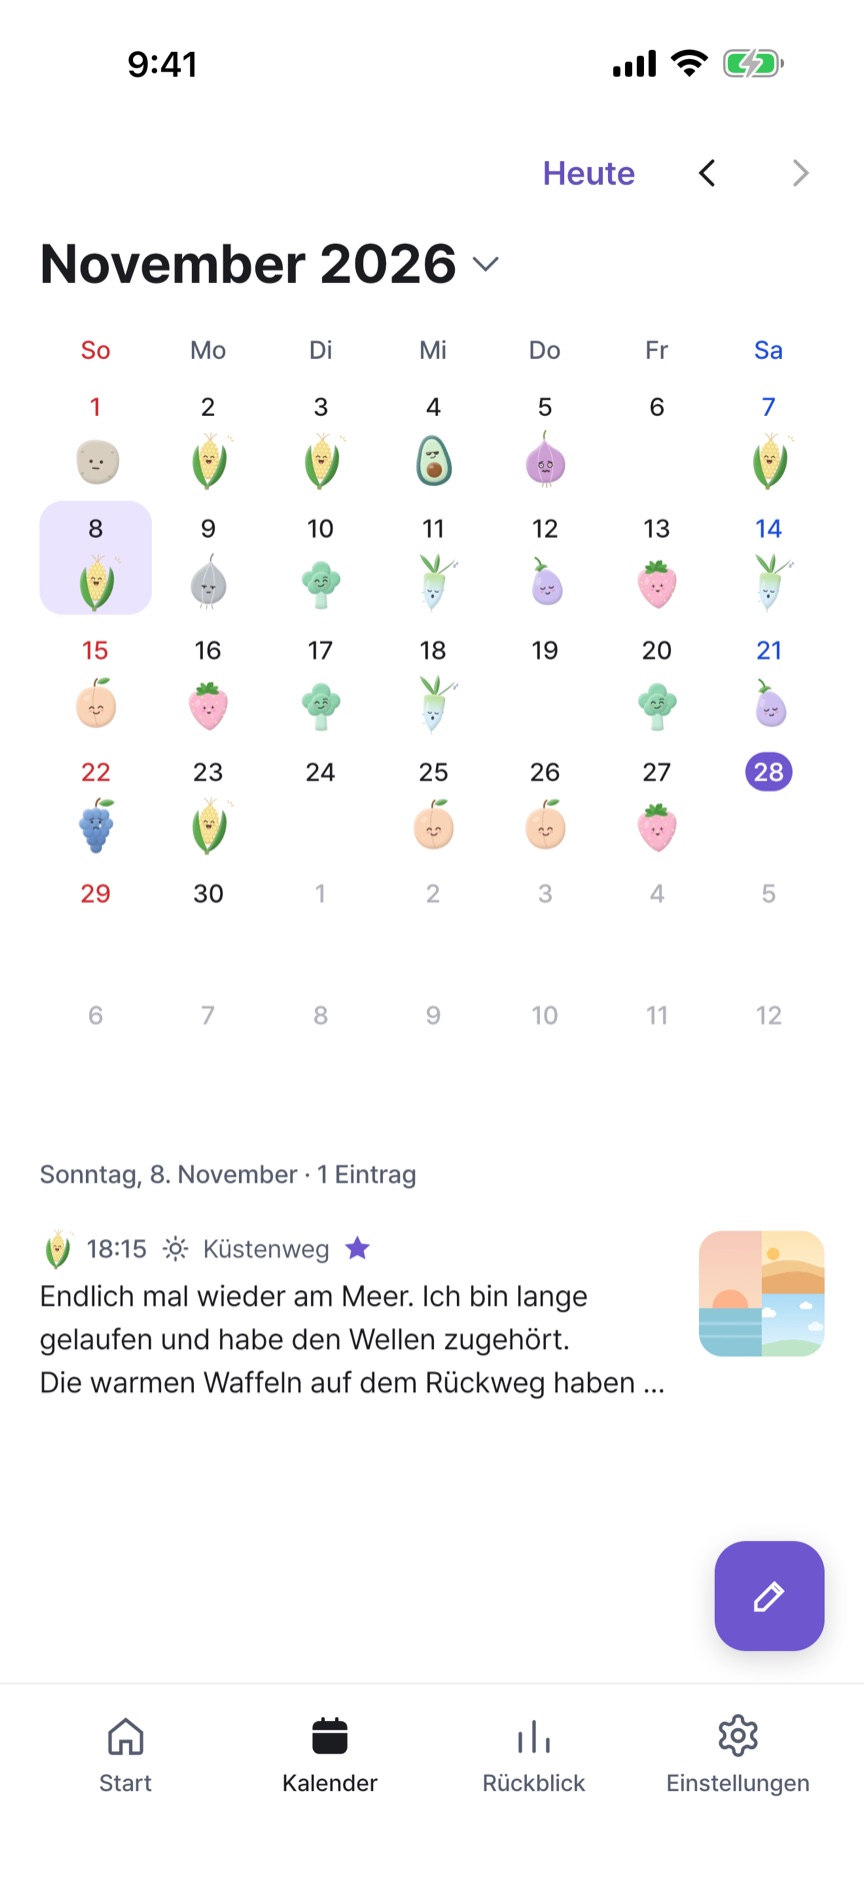 9:41
Heute
November 2026
So Mo Di Mi Do Fr Sa
1 2 3 4 5 6 7
8 9 10 11 12 13 14
15 16 17 18 19 20 21
22 23 24 25 26 27 28
29 30 1 2 3 4 5
6 7 8 9 10 11 12
Sonntag, 8. November · 1 Eintrag
18:15 Küstenweg
Endlich mal wieder am Meer. Ich bin lange
gelaufen und habe den Wellen zugehört.
Die warmen Waffeln auf dem Rückweg haben ...
Start Kalender Rückblick Einstellungen